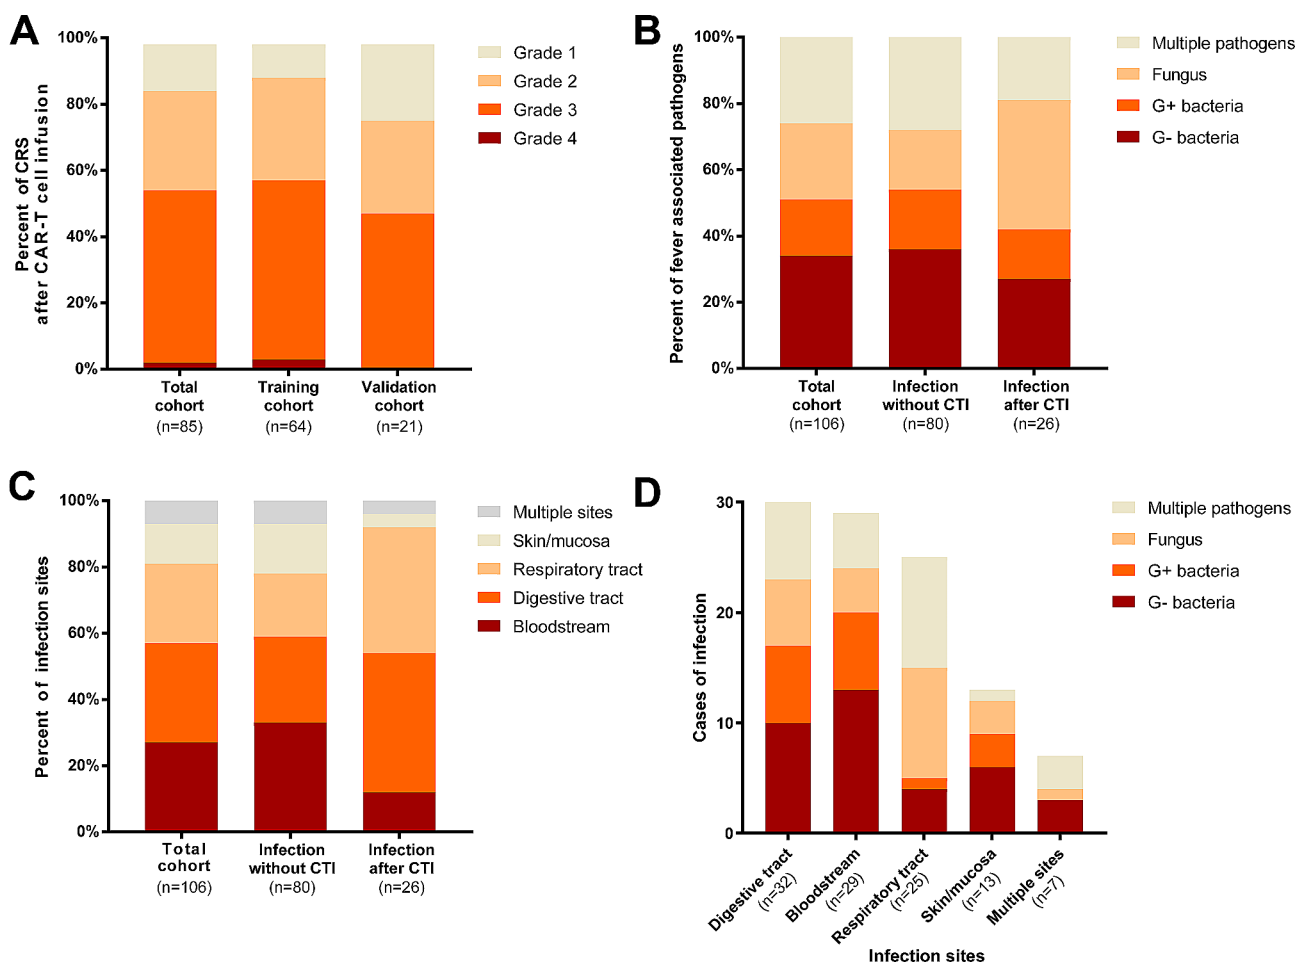 A
Percent of CRS
after CAR-T cell infusion
100%
80%
60%
40%
20%
0%
Total
cohort
(n=85)
Training
cohort
(n=64)
Validation
cohort
(n=21)
Grade 1
Grade 2
Grade 3
Grade 4
B
Percent of fever associated pathogens
100%
80%
60%
40%
20%
0%
Total
cohort
(n=106)
Infection
without CTI
(n=80)
Infection
after CTI
(n=26)
Multiple pathogens
Fungus
G+ bacteria
G- bacteria
C
Percent of infection sites
100%
80%
60%
40%
20%
0%
Total
cohort
(n=106)
Infection
without CTI
(n=80)
Infection
after CTI
(n=26)
Multiple sites
Skin/mucosa
Respiratory tract
Digestive tract
Bloodstream
D
Cases of infection
30
20
10
0
Digestive tract
(n=32)
Bloodstream
(n=29)
Respiratory tract
(n=25)
Skin/mucosa
(n=13)
Multiple sites
(n=7)
Infection sites
Multiple pathogens
Fungus
G+ bacteria
G- bacteria